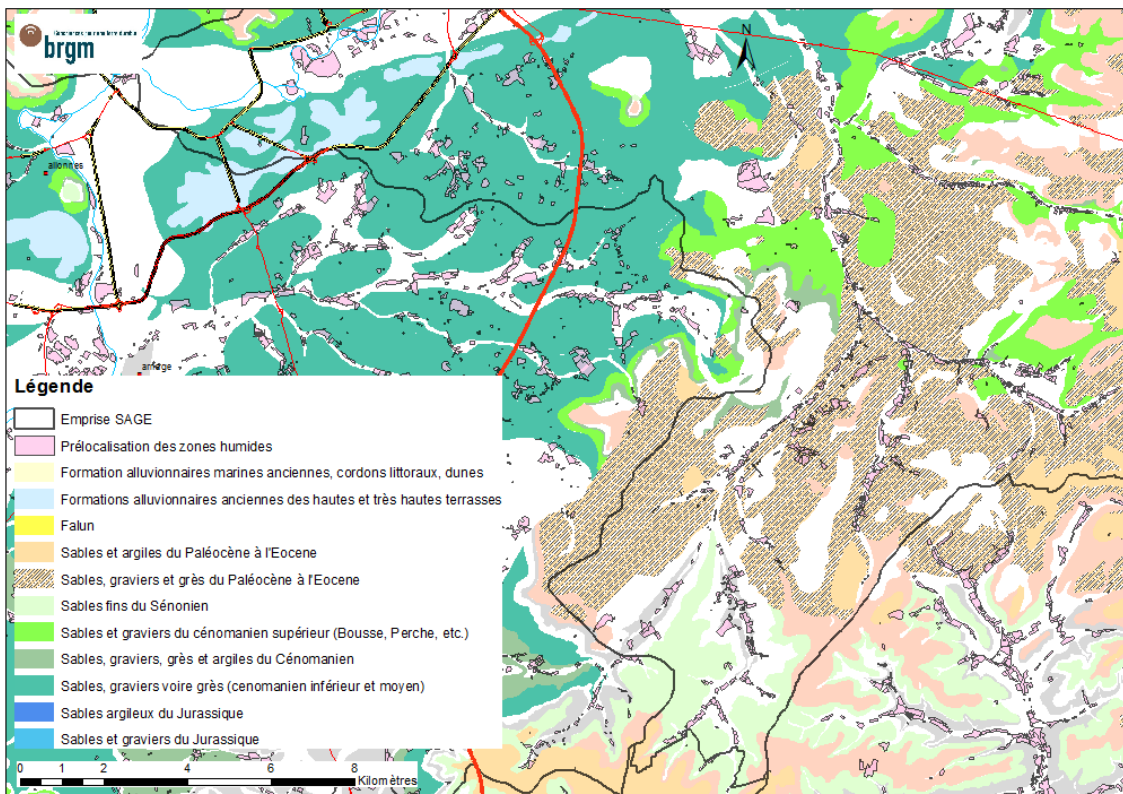 brgm
N
allonnes
Légende
Emprise SAGE
Prélocalisation des zones humides
Formation alluvionnaires marines anciennes, cordons littoraux, dunes
Formations alluvionnaires anciennes des hautes et très hautes terrasses
Falun
Sables et argiles du Paléocène à l'Eocene
Sables, graviers et grès du Paléocène à l'Eocene
Sables fins du Sénonien
Sables et graviers du cénomanien supérieur (Bousse, Perche, etc.)
Sables, graviers, grès et argiles du Cénomanien
Sables, graviers voire grès (cenomanien inférieur et moyen)
Sables argileux du Jurassique
Sables et graviers du Jurassique
0 1 2 4 6 8
Kilomètres